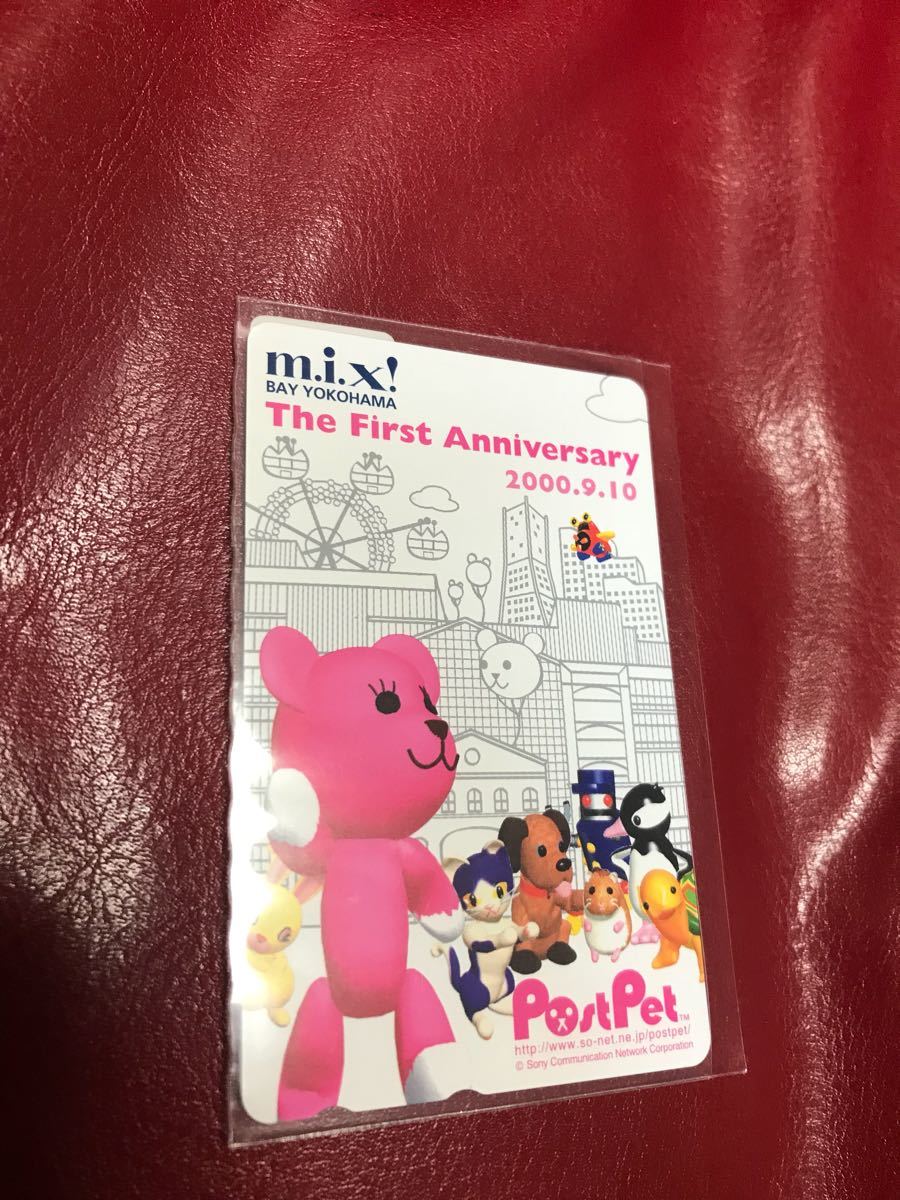 m.i.x!
BAY YOKOHAMA
The First Anniversary
2000.9.10
PostPet™
http://www.so-net.ne.jp/postpet/
© Sony Communication Network Corporation